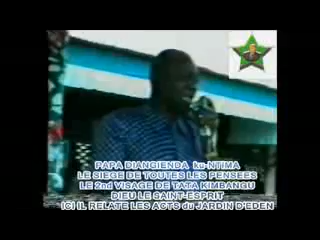 PAPA DIANGIENDA ku-NTIMA
LE SIEGE DE TOUTES LES PENSEES
LE 2nd VISAGE DE TATA KIMBANGU
DIEU LE SAINT-ESPRIT
ICI IL RELATE LES ACTS du JARDIN D'EDEN